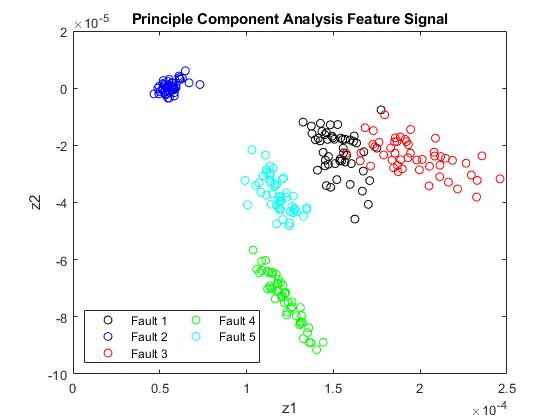 Principle Component Analysis Feature Signal
×10⁻⁵
2
0
-2
-4
-6
-8
-10
z2
Fault 1
Fault 2
Fault 3
Fault 4
Fault 5
0
0.5
1
1.5
2
2.5
z1
×10⁻⁴